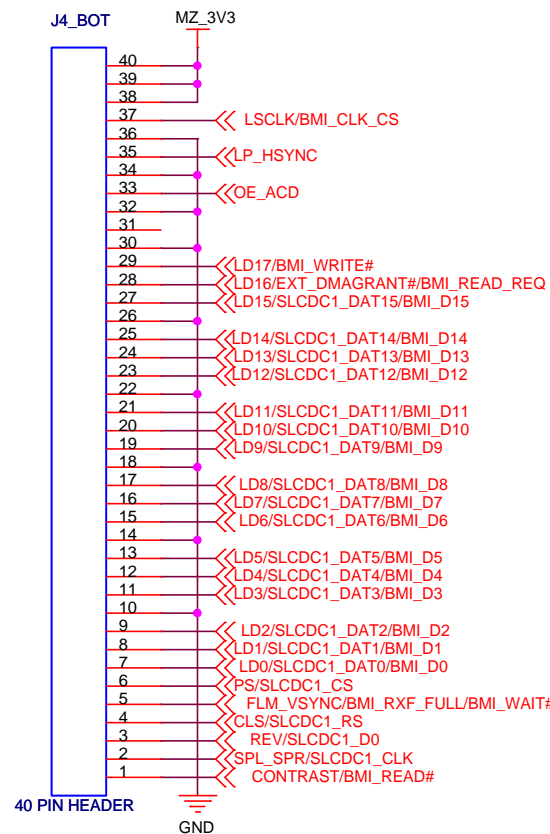 J4_BOT MZ_3V3
40
39
38
37 LSCLK/BMI_CLK_CS
36
35 LP_HSYNC
34
33 OE_ACD
32
31
30
29 LD17/BMI_WRITE#
28 LD16/EXT_DMAGRANT#/BMI_READ_REQ
27 LD15/SLCDC1_DAT15/BMI_D15
26
25 LD14/SLCDC1_DAT14/BMI_D14
24 LD13/SLCDC1_DAT13/BMI_D13
23 LD12/SLCDC1_DAT12/BMI_D12
22
21 LD11/SLCDC1_DAT11/BMI_D11
20 LD10/SLCDC1_DAT10/BMI_D10
19 LD9/SLCDC1_DAT9/BMI_D9
18
17 LD8/SLCDC1_DAT8/BMI_D8
16 LD7/SLCDC1_DAT7/BMI_D7
15 LD6/SLCDC1_DAT6/BMI_D6
14
13 LD5/SLCDC1_DAT5/BMI_D5
12 LD4/SLCDC1_DAT4/BMI_D4
11 LD3/SLCDC1_DAT3/BMI_D3
10
9 LD2/SLCDC1_DAT2/BMI_D2
8 LD1/SLCDC1_DAT1/BMI_D1
7 LD0/SLCDC1_DAT0/BMI_D0
6 PS/SLCDC1_CS
5 FLM_VSYNC/BMI_RXF_FULL/BMI_WAIT#
4 CLS/SLCDC1_RS
3 REV/SLCDC1_D0
2 SPL_SPR/SLCDC1_CLK
1 CONTRAST/BMI_READ#
40 PIN HEADER
GND